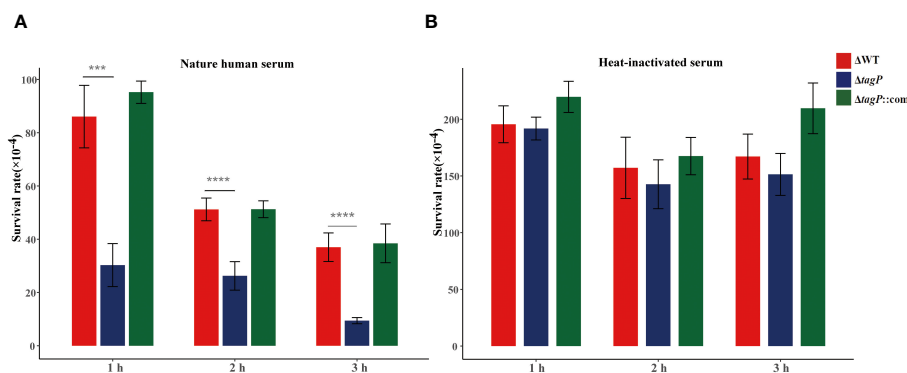 A
Nature human serum
Survival rate(×10⁻⁴)
100
80
60
40
20
0
***
****
****
1 h
2 h
3 h
B
Heat-inactivated serum
Survival rate(×10⁻⁴)
200
150
100
50
0
1 h
2 h
3 h
ΔWT
ΔtagP
ΔtagP::com